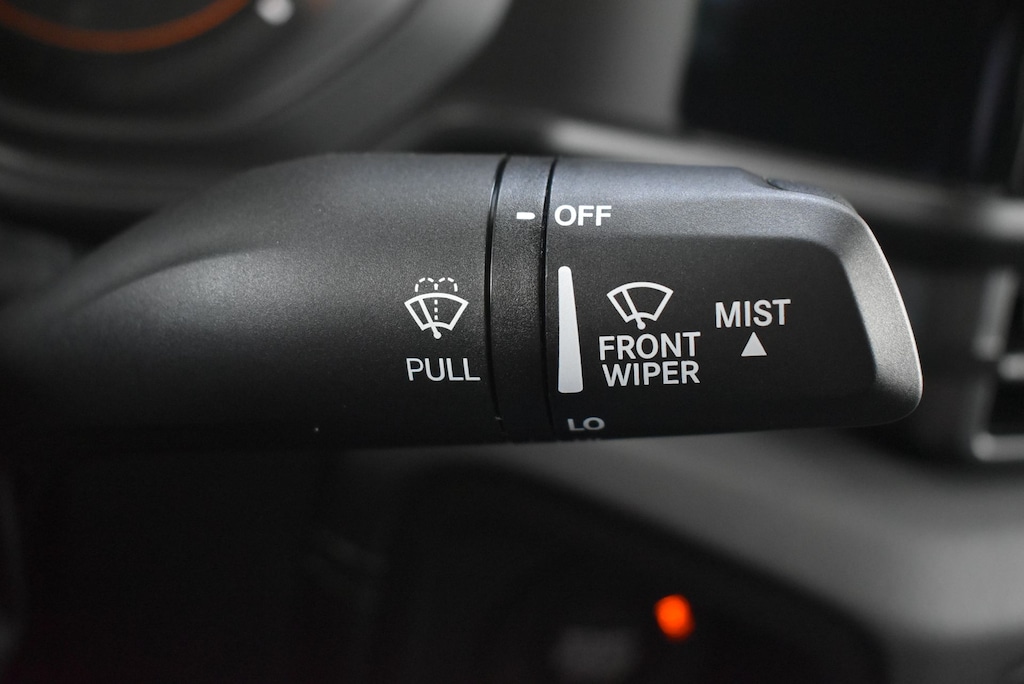 OFF
MIST
FRONT
WIPER
PULL
LO